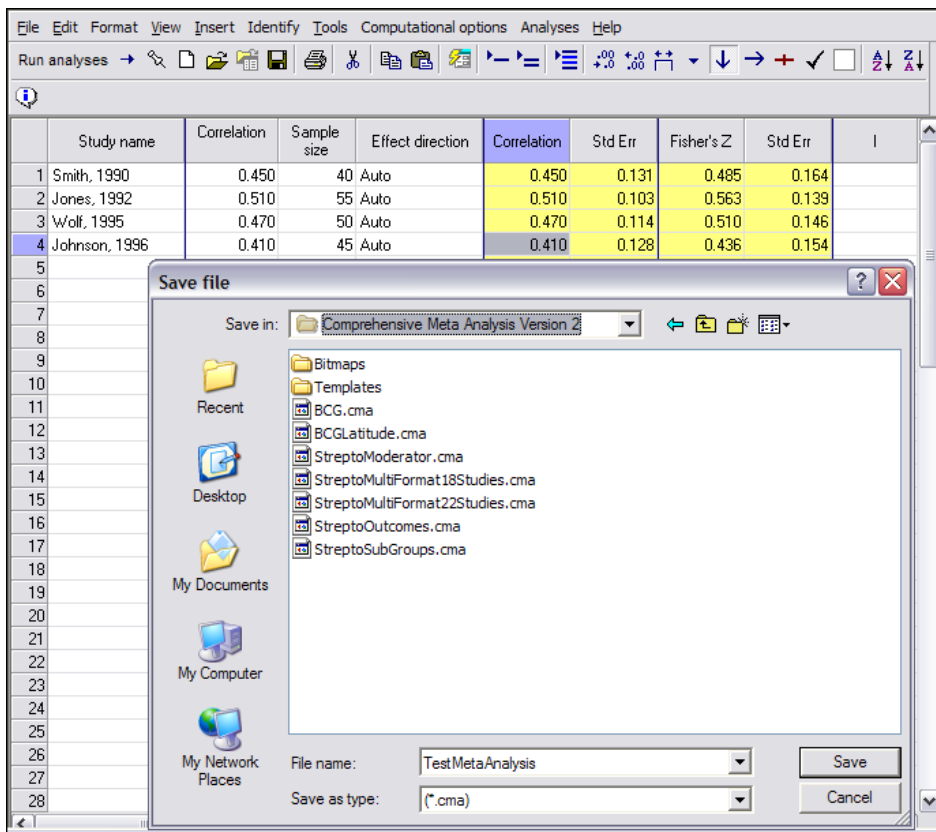 File Edit Format View Insert Identify Tools Computational options Analyses Help
Run analyses
Study name Correlation Sample size Effect direction Correlation Std Err Fisher's Z Std Err I
1 Smith, 1990 0.450 40 Auto 0.450 0.131 0.485 0.164
2 Jones, 1992 0.510 55 Auto 0.510 0.103 0.563 0.139
3 Wolf, 1995 0.470 50 Auto 0.470 0.114 0.510 0.146
4 Johnson, 1996 0.410 45 Auto 0.410 0.128 0.436 0.154
5
6
7
8
9
10
11
12
13
14
15
16
17
18
19
20
21
22
23
24
25
26
27
28
Save file
Save in: Comprehensive Meta Analysis Version 2
Recent
Desktop
My Documents
My Computer
My Network Places
Bitmaps
Templates
BCG.cma
BCGLatitude.cma
StreptoModerator.cma
StreptoMultiFormat18Studies.cma
StreptoMultiFormat22Studies.cma
StreptoOutcomes.cma
StreptoSubGroups.cma
File name: TestMetaAnalysis Save
Save as type: (*.cma) Cancel